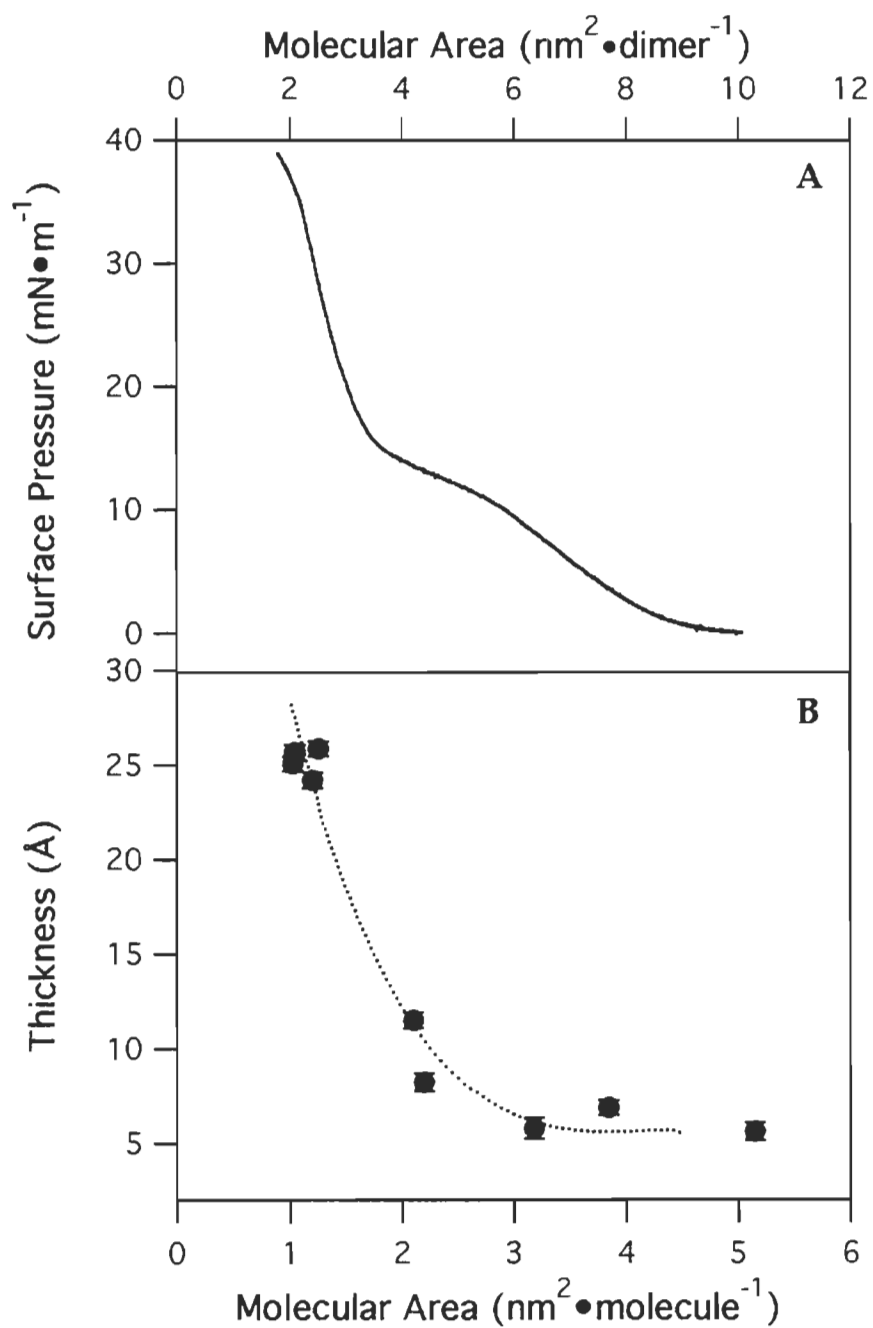 Molecular Area (nm²•dimer⁻¹)
0 2 4 6 8 10 12
A
40
30
20
10
0
Surface Pressure (mN•m⁻¹)
B
30
25
20
15
10
5
Thickness (Å)
0 1 2 3 4 5 6
Molecular Area (nm²•molecule⁻¹)